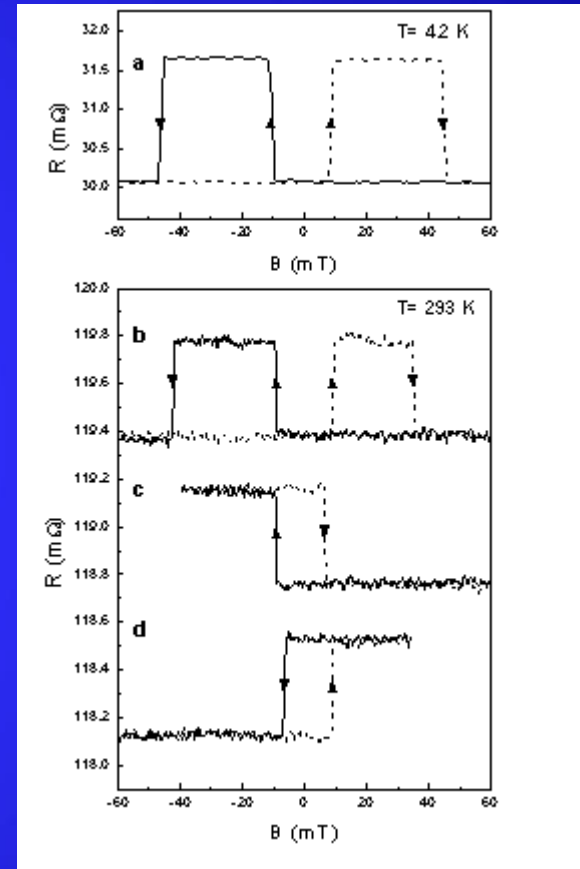 32.0
31.5
31.0
30.5
30.0
R (mΩ)
a
T= 4.2 K
-60 -40 -20 0 20 40 60
B (mT)
120.0
119.8
119.6
119.4
119.2
119.0
118.8
118.6
118.4
118.2
118.0
R (mΩ)
T= 293 K
b
c
d
-60 -40 -20 0 20 40 60
B (mT)